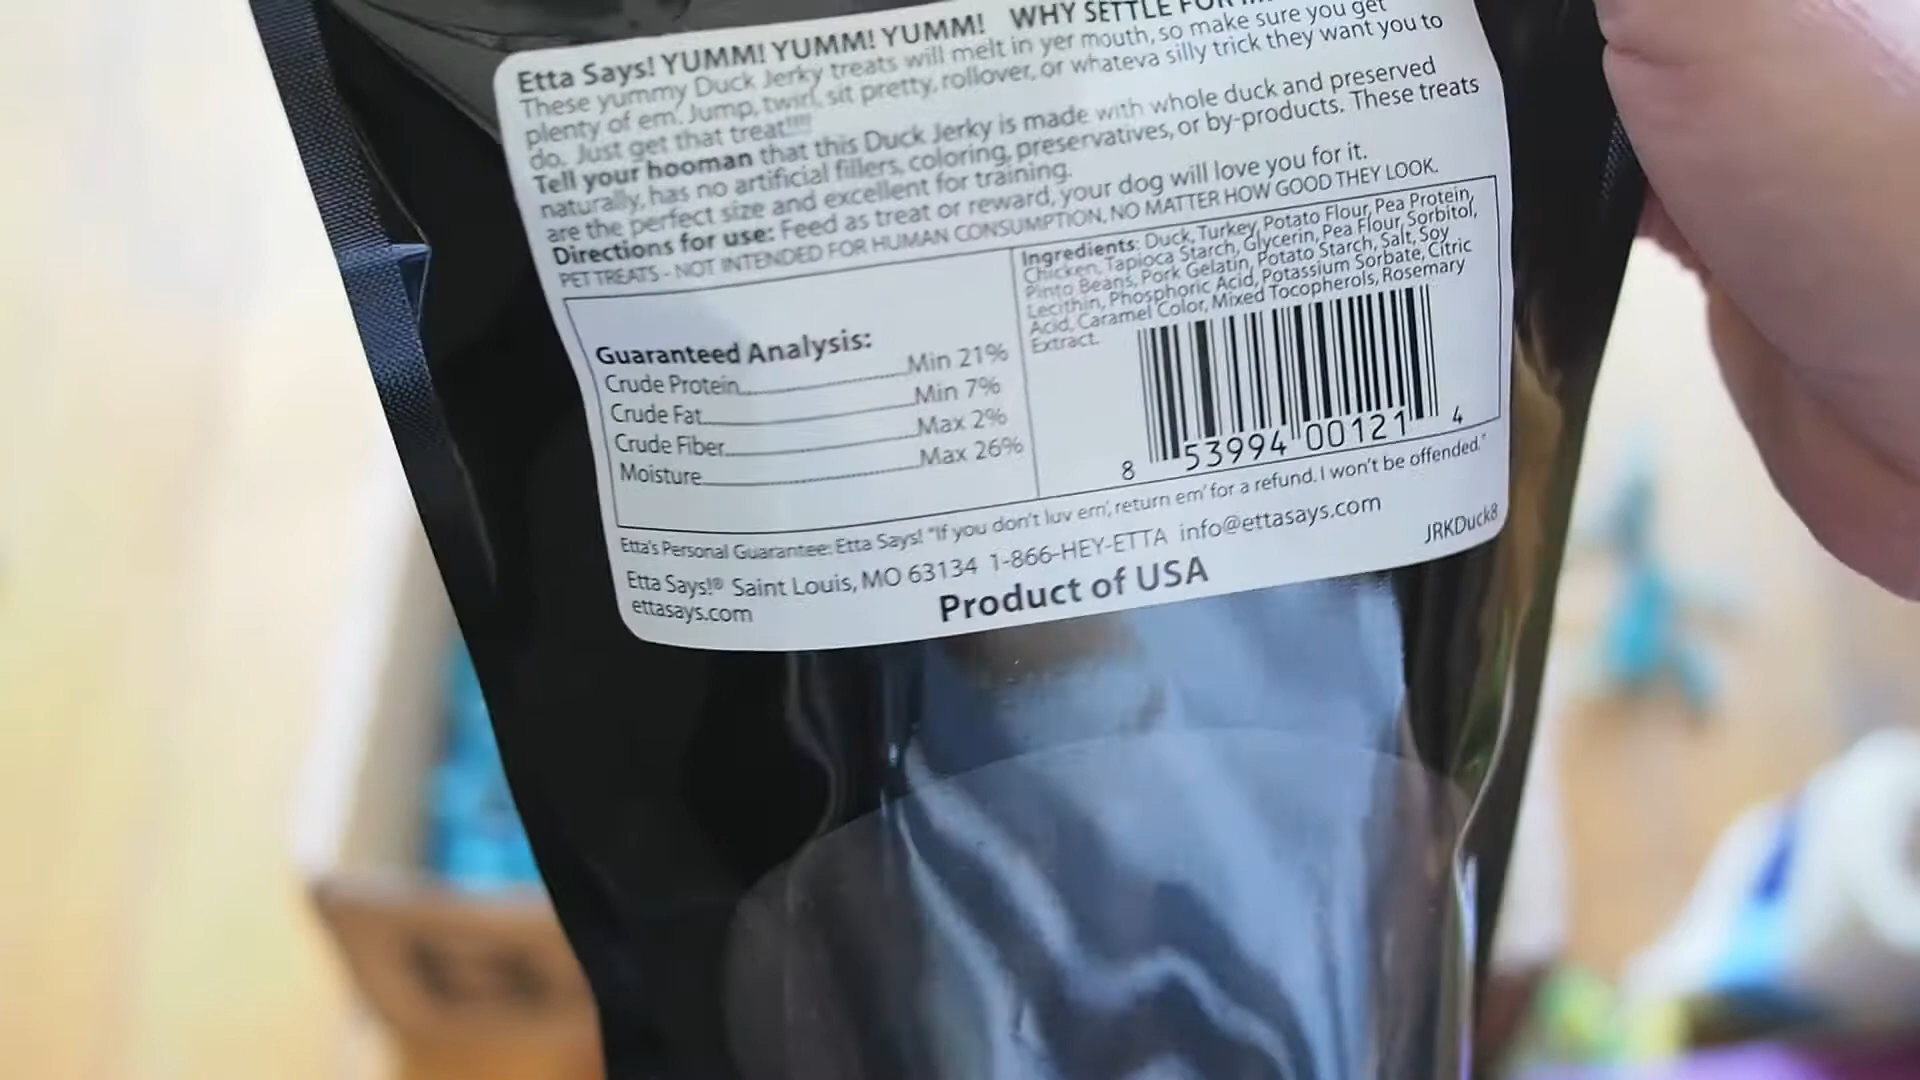 Etta Says! YUMM! YUMM! YUMM! WHY SETTLE
These yummy Duck Jerky treats will melt in yer mouth, so make sure you get
plenty of em. Jump, twirl, sit pretty, rollover, or whateva silly trick they want you to
do. Just get that treat!!!!
Tell your hooman that this Duck Jerky is made with whole duck and preserved
naturally, has no artificial fillers, coloring, preservatives, or by-products. These treats
are the perfect size and excellent for training.
Directions for use: Feed as treat or reward, your dog will love you for it.
PET TREATS - NOT INTENDED FOR HUMAN CONSUMPTION, NO MATTER HOW GOOD THEY LOOK.
Guaranteed Analysis:
Crude Protein Min 21%
Crude Fat Min 7%
Crude Fiber Max 2%
Moisture Max 26%
Ingredients: Duck, Turkey, Potato Flour, Pea Protein,
Chicken, Tapioca Starch, Glycerin, Pea Flour, Sorbitol,
Pinto Beans, Pork Gelatin, Potato Starch, Salt, Soy
Lecithin, Phosphoric Acid, Potassium Sorbate, Citric
Acid, Caramel Color, Mixed Tocopherols, Rosemary
Extract.
8 53994 00121 4
Etta's Personal Guarantee: Etta Says! "If you don't luv em', return em' for a refund. I won't be offended."
Etta Says!® Saint Louis, MO 63134 1-866-HEY-ETTA info@ettasays.com
ettasays.com
Product of USA
JRKDuck8